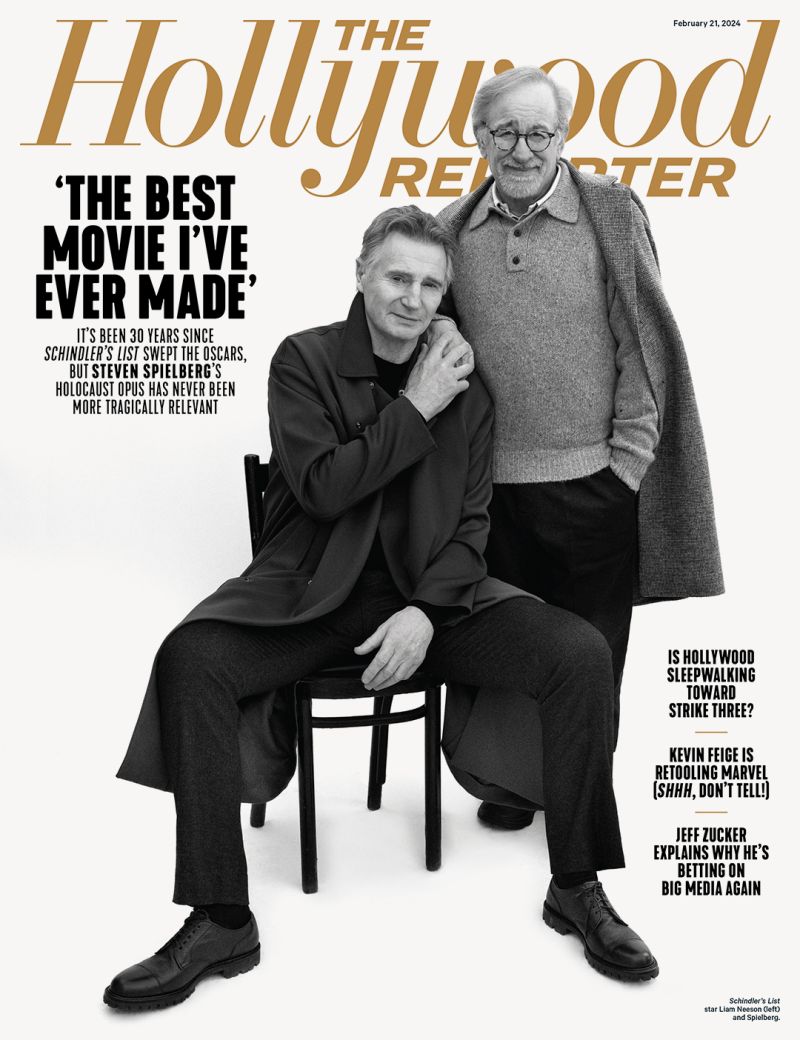 February 21, 2024
THE
Hollywood
REPORTER
‘THE BEST
MOVIE I’VE
EVER MADE’
IT’S BEEN 30 YEARS SINCE
SCHINDLER’S LIST SWEPT THE OSCARS,
BUT STEVEN SPIELBERG’S
HOLOCAUST OPUS HAS NEVER BEEN
MORE TRAGICALLY RELEVANT
IS HOLLYWOOD
SLEEPWALKING
TOWARD
STRIKE THREE?
KEVIN FEIGE IS
RETOOLING MARVEL
(SHHH, DON’T TELL!)
JEFF ZUCKER
EXPLAINS WHY HE’S
BETTING ON
BIG MEDIA AGAIN
Schindler’s List
star Liam Neeson (left)
and Spielberg.